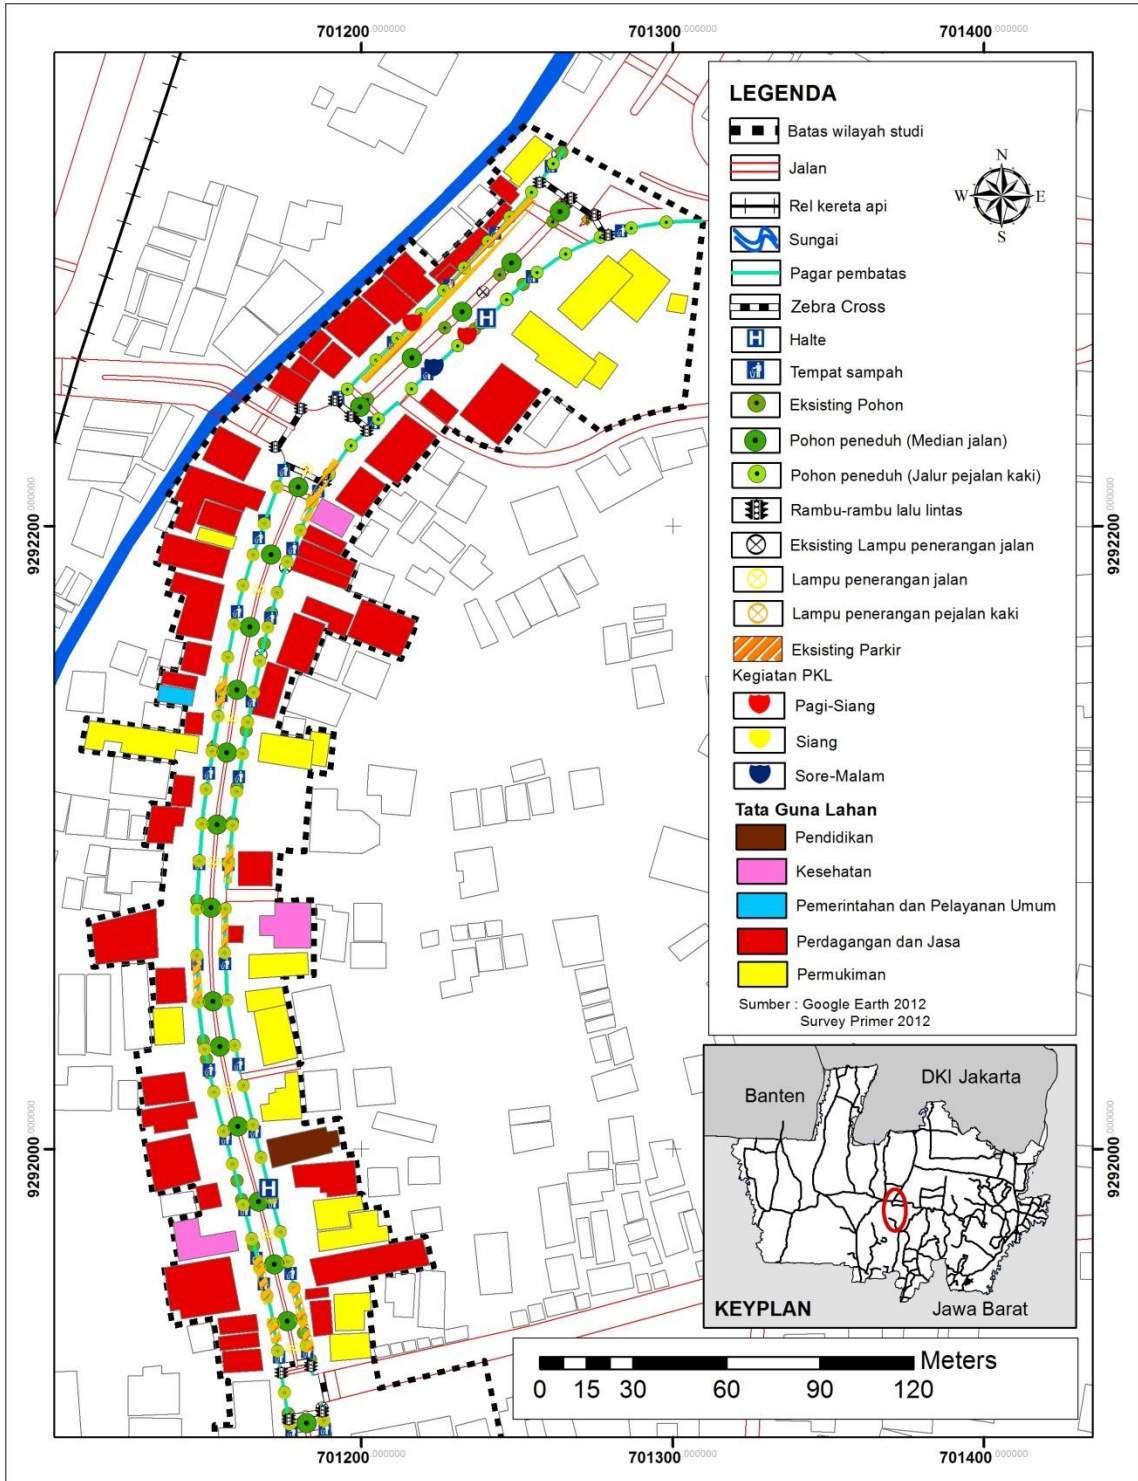 701200.000000 701300.000000 701400.000000
LEGENDA
Batas wilayah studi
Jalan
Rel kereta api
Sungai
Pagar pembatas
Zebra Cross
H Halte
Tempat sampah
Eksisting Pohon
Pohon peneduh (Median jalan)
Pohon peneduh (Jalur pejalan kaki)
Rambu-rambu lalu lintas
Eksisting Lampu penerangan jalan
Lampu penerangan jalan
Lampu penerangan pejalan kaki
Eksisting Parkir
Kegiatan PKL
Pagi-Siang
Siang
Sore-Malam
Tata Guna Lahan
Pendidikan
Kesehatan
Pemerintahan dan Pelayanan Umum
Perdagangan dan Jasa
Permukiman
Sumber : Google Earth 2012
Survey Primer 2012
N
W E
S
H
H
9292200.000000
9292200.000000
9292000.000000
9292000.000000
Banten
DKI Jakarta
Jawa Barat
KEYPLAN
Meters
0 15 30 60 90 120
701200.000000 701300.000000 701400.000000